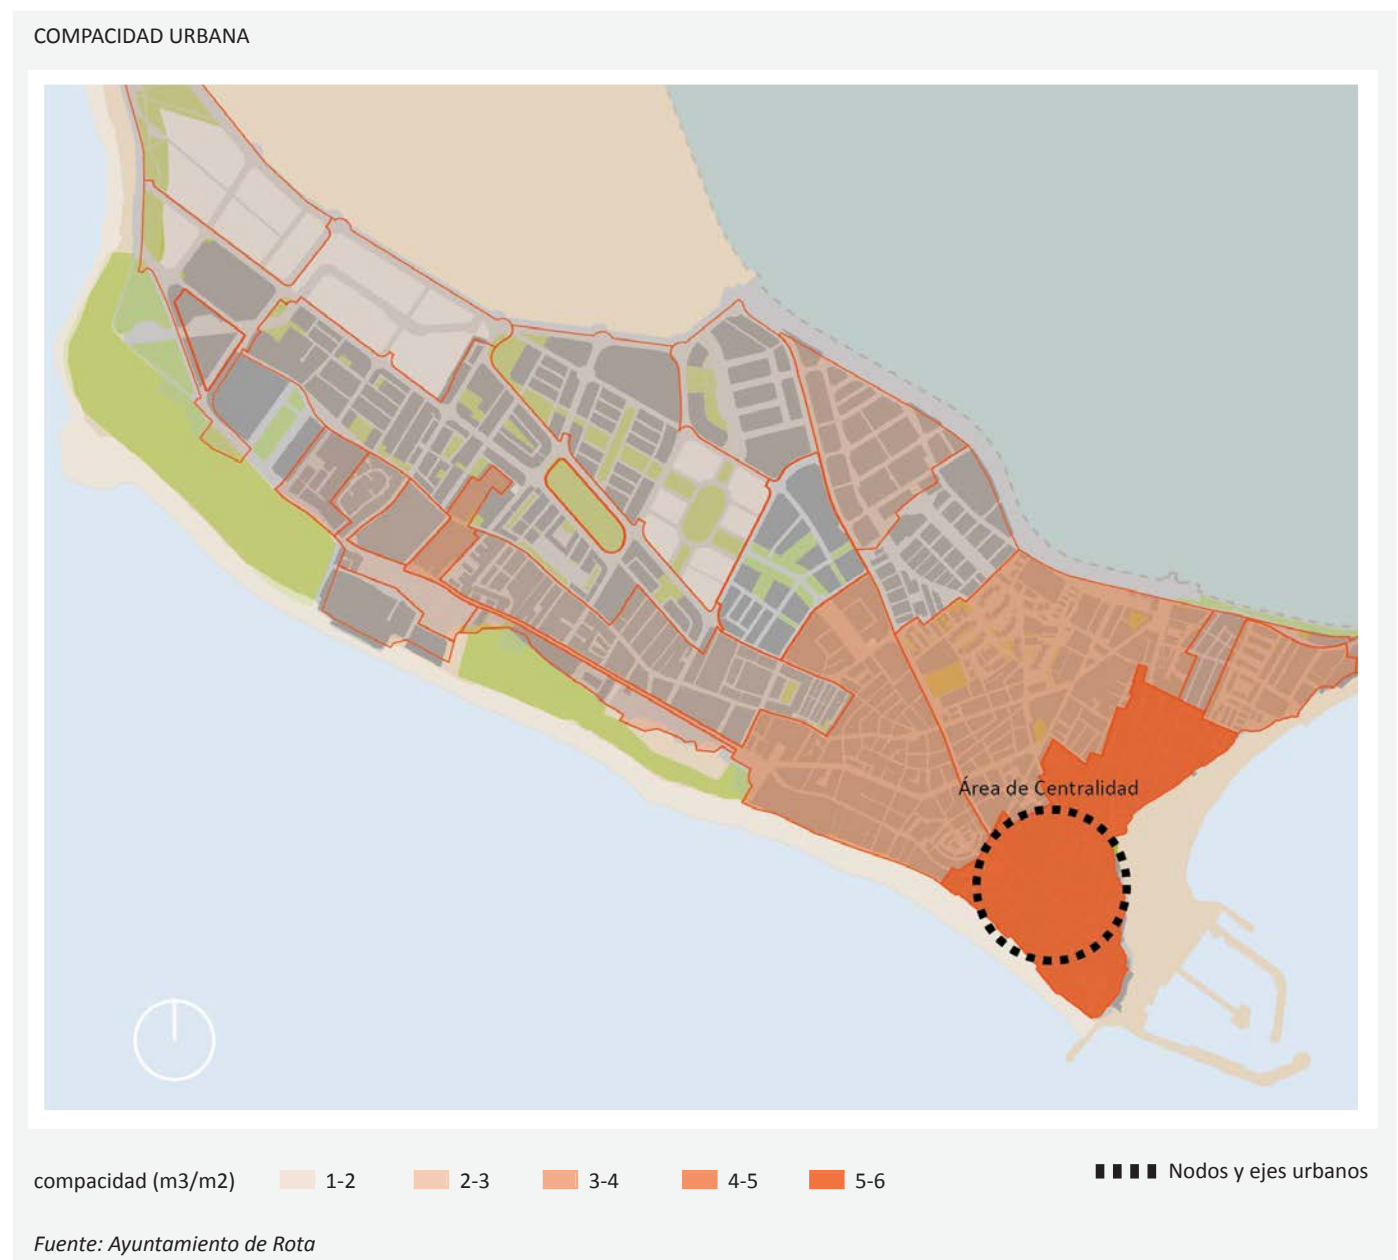 COMPACIDAD URBANA
Área de Centralidad
compacidad (m3/m2) 1-2 2-3 3-4 4-5 5-6 Nodos y ejes urbanos
Fuente: Ayuntamiento de Rota